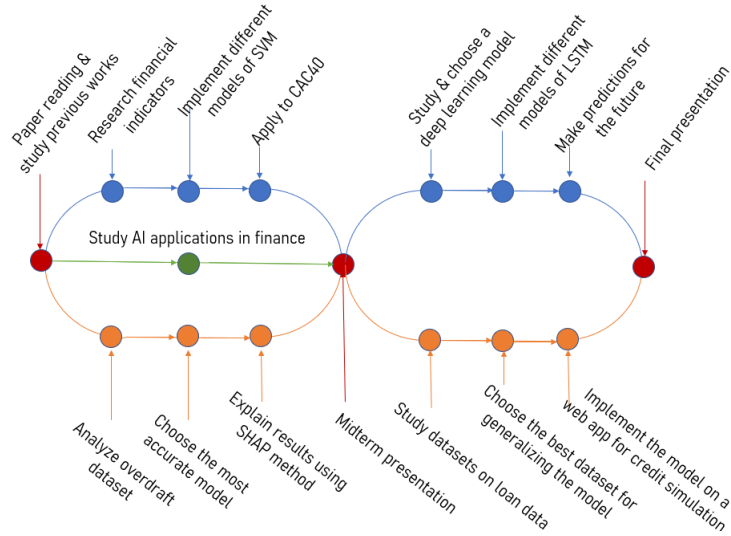 Paper reading &
study previous works
Research financial
indicators
Implement different
models of SVM
Apply to CAC40
Study & choose a
deep learning model
Implement different
models of LSTM
Make predictions for
the future
Final presentation
Study AI applications in finance
Analyze overdraft
dataset
Choose the most
accurate model
Explain results using
SHAP method
Midterm presentation
Study datasets on loan data
Choose the best dataset for
generalizing the model
Implement the model on a
web app for credit simulation